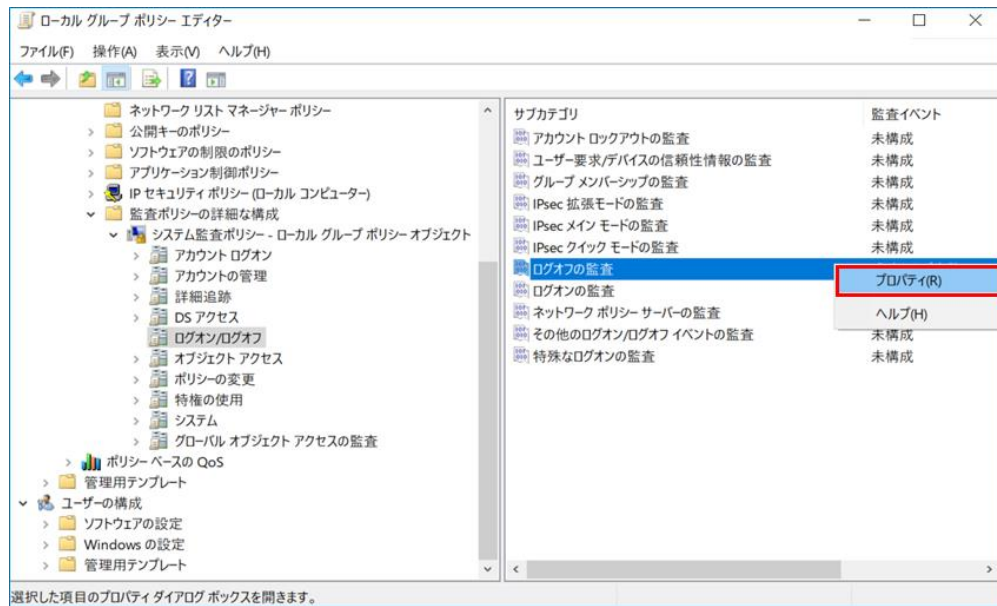 ローカル グループ ポリシー エディター
ファイル(F) 操作(A) 表示(V) ヘルプ(H)
ネットワーク リスト マネージャー ポリシー
公開キーのポリシー
ソフトウェアの制限のポリシー
アプリケーション制御ポリシー
IP セキュリティ ポリシー (ローカル コンピューター)
監査ポリシーの詳細な構成
システム監査ポリシー - ローカル グループ ポリシー オブジェクト
アカウント ログオン
アカウントの管理
詳細追跡
DS アクセス
ログオン/ログオフ
オブジェクト アクセス
ポリシーの変更
特権の使用
システム
グローバル オブジェクト アクセスの監査
ポリシー ベースの QoS
管理用テンプレート
ユーザーの構成
ソフトウェアの設定
Windows の設定
管理用テンプレート
サブカテゴリ 監査イベント
アカウント ロックアウトの監査 未構成
ユーザー要求/デバイスの信頼性情報の監査 未構成
グループ メンバーシップの監査 未構成
IPsec 拡張モードの監査 未構成
IPsec メイン モードの監査 未構成
IPsec クイック モードの監査 未構成
ログオフの監査
ログオンの監査
ネットワーク ポリシー サーバーの監査
その他のログオン/ログオフ イベントの監査 未構成
特殊なログオンの監査 未構成
プロパティ(R)
ヘルプ(H)
選択した項目のプロパティ ダイアログ ボックスを開きます。